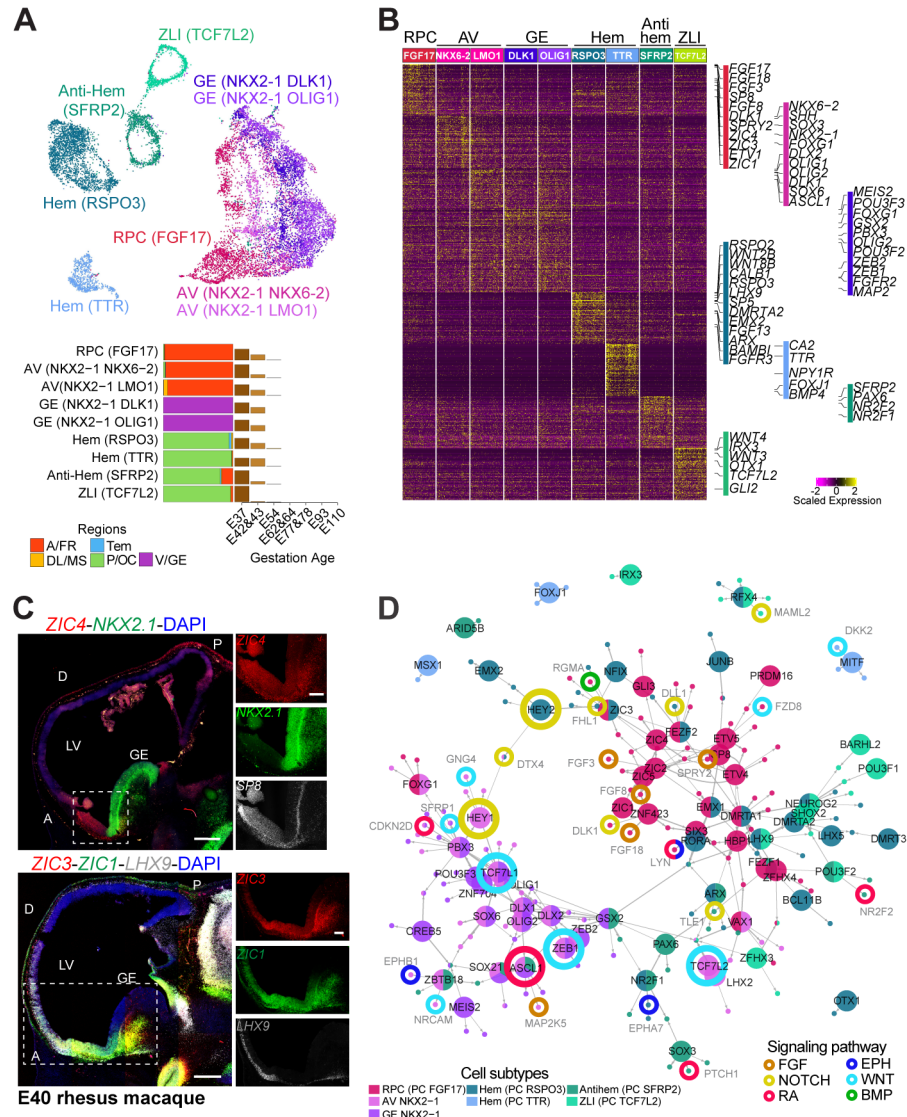 A
ZLI (TCF7L2)
Anti-Hem
(SFRP2)
GE (NKX2-1 DLK1)
GE (NKX2-1 OLIG1)
Hem (RSPO3)
RPC (FGF17)
Hem (TTR)
AV (NKX2-1 NKX6-2)
AV (NKX2-1 LMO1)
RPC (FGF17)
AV (NKX2−1 NKX6−2)
AV(NKX2−1 LMO1)
GE (NKX2−1 DLK1)
GE (NKX2−1 OLIG1)
Hem (RSPO3)
Hem (TTR)
Anti−Hem (SFRP2)
ZLI (TCF7L2)
E37
E42&43
E54
E62&64
E77&78
E93
E110
Gestation Age
Regions
A/FR
Tem
DL/MS
P/OC
V/GE
B
RPC
AV
GE
Hem
Anti
hem
ZLI
FGF17
NKX6-2
LMO1
DLK1
OLIG1
RSPO3
TTR
SFRP2
TCF7L2
FGF17
FGF18
FGF3
SP8
FGF8
DLK1
SPRY2
ZIC4
ZIC3
ETV1
ZIC1
NKX6−2
SHH
SOX3
NKX2−1
FOXG1
DLX2
OLIG1
OLIG2
DLX1
SOX6
ASCL1
MEIS2
POU3F3
FOXG1
GSX2
PBX3
OLIG2
POU3F2
ZEB2
ZEB1
FGFR2
MAP2
RSPO2
WNT2B
WNT8B
CALB1
RSPO3
LHX9
SP5
DMRTA2
EMX2
FGF13
ARX
BAMBI
FGFR3
CA2
TTR
NPY1R
FOXJ1
BMP4
SFRP2
PAX6
NR2F2
NR2F1
WNT4
IRX3
WNT3
OTX1
TCF7L2
GLI2
-2 0 2
Scaled Expression
C
ZIC4-NKX2.1-DAPI
P
D
LV
GE
A
ZIC4
NKX2.1
SP8
ZIC3-ZIC1-LHX9-DAPI
P
D
LV
GE
A
ZIC3
ZIC1
LHX9
E40 rhesus macaque
D
IRX3
FOXJ1
RFX4
MAML2
ARID5B
DKK2
MSX1
EMX2
RGMA
NFIX
JUNB
MITF
GLI3
DLL1
PRDM16
HEY2
FHL1
ZIC3
FZD8
ZIC4
FEZF2
ETV5
GNG4
DTX4
FGF3
ZIC2
SPRY2
SP8
BARHL2
ZIC5
ETV4
POU3F1
FOXG1
SFRP1
FGF8
NEUROG2
HEY1
ZIC1
EMX1
SHOX2
CDKN2D
DLK1
ZNF423
DMRTA1
DMRTA2
PBX3
FGF18
SIX3
RORA
HBP1
LHX9
LHX5
DMRT3
POU3F3
TCF7L1
LYN
FEZF1
ZNF704
OLIG1
ZFHX4
POU3F2
DLX1
ARX
BCL11B
SOX6
OLIG2
DLX2
GSX2
TLE1
VAX1
NR2F2
CREB5
ZEB2
PAX6
ZEB1
SOX21
ASCL1
TCF7L2
ZFHX3
EPHB1
ZBTB18
NR2F1
LHX2
MEIS2
OTX1
NRCAM
MAP2K5
EPHA7
SOX3
PTCH1
Cell subtypes
RPC (PC FGF17)
Hem (PC RSPO3)
Antihem (PC SFRP2)
AV NKX2-1
Hem (PC TTR)
ZLI (PC TCF7L2)
GE NKX2-1
Signaling pathway
FGF
EPH
NOTCH
WNT
RA
BMP